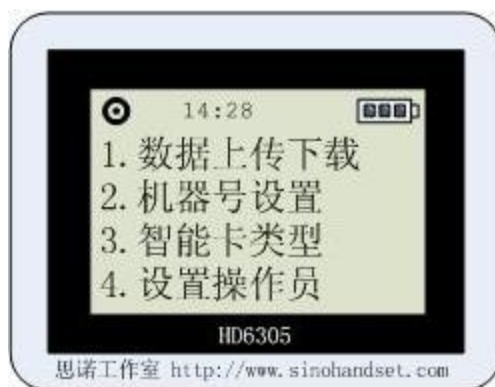 14:28
1. 数据上传下载
2. 机器号设置
3. 智能卡类型
4. 设置操作员
HD6305
思诺工作室 http://www.sinohandset.com